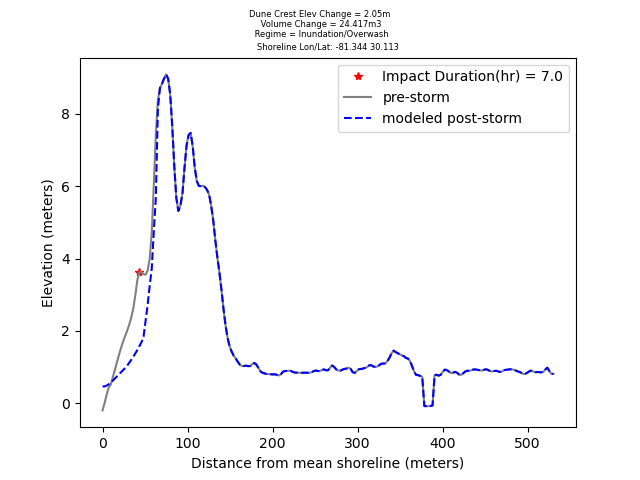 Dune Crest Elev Change = 2.05m
Volume Change = 24.417m3
Regime = Inundation/Overwash
Shoreline Lon/Lat: -81.344 30.113
Impact Duration(hr) = 7.0
pre-storm
modeled post-storm
Elevation (meters)
8
6
4
2
0
0 100 200 300 400 500
Distance from mean shoreline (meters)